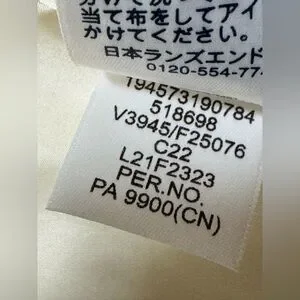 当て布をしてアイ
かけてください。
日本ランズエンド
0120-554-77
194573190784
518698
V3945/F25076
C22
L21F2323
PER.NO.
PA 9900(CN)